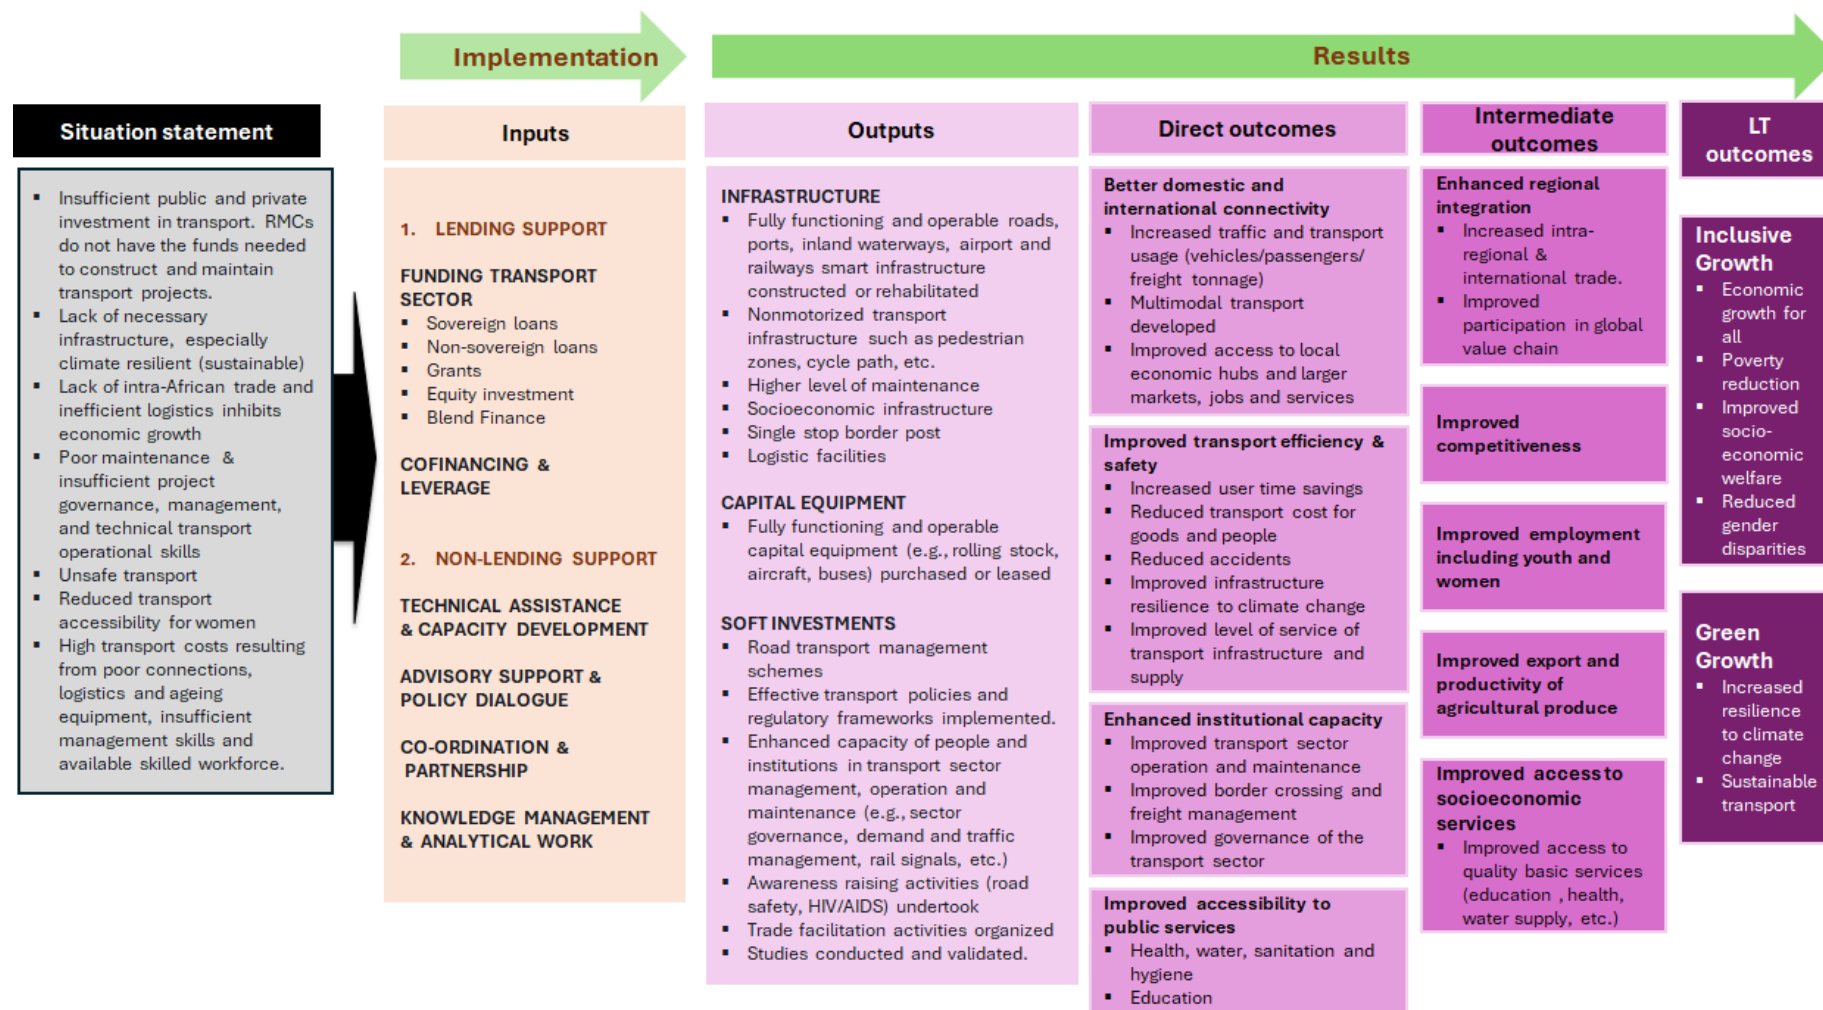 Implementation
Results
Situation statement
▪ Insufficient public and private
investment in transport. RMCs
do not have the funds needed
to construct and maintain
transport projects.
▪ Lack of necessary
infrastructure, especially
climate resilient (sustainable)
▪ Lack of intra-African trade and
inefficient logistics inhibits
economic growth
▪ Poor maintenance &
insufficient project
governance, management,
and technical transport
operational skills
▪ Unsafe transport
▪ Reduced transport
accessibility for women
▪ High transport costs resulting
from poor connections,
logistics and ageing
equipment, insufficient
management skills and
available skilled workforce.
Inputs
1. LENDING SUPPORT
FUNDING TRANSPORT
SECTOR
▪ Sovereign loans
▪ Non-sovereign loans
▪ Grants
▪ Equity investment
▪ Blend Finance
COFINANCING &
LEVERAGE
2. NON-LENDING SUPPORT
TECHNICAL ASSISTANCE
& CAPACITY DEVELOPMENT
ADVISORY SUPPORT &
POLICY DIALOGUE
CO-ORDINATION &
PARTNERSHIP
KNOWLEDGE MANAGEMENT
& ANALYTICAL WORK
Outputs
INFRASTRUCTURE
▪ Fully functioning and operable roads,
ports, inland waterways, airport and
railways smart infrastructure
constructed or rehabilitated
▪ Nonmotorized transport
infrastructure such as pedestrian
zones, cycle path, etc.
▪ Higher level of maintenance
▪ Socioeconomic infrastructure
▪ Single stop border post
▪ Logistic facilities
CAPITAL EQUIPMENT
▪ Fully functioning and operable
capital equipment (e.g., rolling stock,
aircraft, buses) purchased or leased
SOFT INVESTMENTS
▪ Road transport management
schemes
▪ Effective transport policies and
regulatory frameworks implemented.
▪ Enhanced capacity of people and
institutions in transport sector
management, operation and
maintenance (e.g., sector
governance, demand and traffic
management, rail signals, etc.)
▪ Awareness raising activities (road
safety, HIV/AIDS) undertook
▪ Trade facilitation activities organized
▪ Studies conducted and validated.
Direct outcomes
Better domestic and
international connectivity
▪ Increased traffic and transport
usage (vehicles/passengers/
freight tonnage)
▪ Multimodal transport
developed
▪ Improved access to local
economic hubs and larger
markets, jobs and services
Improved transport efficiency &
safety
▪ Increased user time savings
▪ Reduced transport cost for
goods and people
▪ Reduced accidents
▪ Improved infrastructure
resilience to climate change
▪ Improved level of service of
transport infrastructure and
supply
Enhanced institutional capacity
▪ Improved transport sector
operation and maintenance
▪ Improved border crossing and
freight management
▪ Improved governance of the
transport sector
Improved accessibility to
public services
▪ Health, water, sanitation and
hygiene
▪ Education
Intermediate
outcomes
Enhanced regional
integration
▪ Increased intra-
regional &
international trade.
▪ Improved
participation in global
value chain
Improved
competitiveness
Improved employment
including youth and
women
Improved export and
productivity of
agricultural produce
Improved access to
socioeconomic
services
▪ Improved access to
quality basic services
(education , health,
water supply, etc.)
LT
outcomes
Inclusive
Growth
▪ Economic
growth for
all
▪ Poverty
reduction
▪ Improved
socio-
economic
welfare
▪ Reduced
gender
disparities
Green
Growth
▪ Increased
resilience
to climate
change
▪ Sustainable
transport